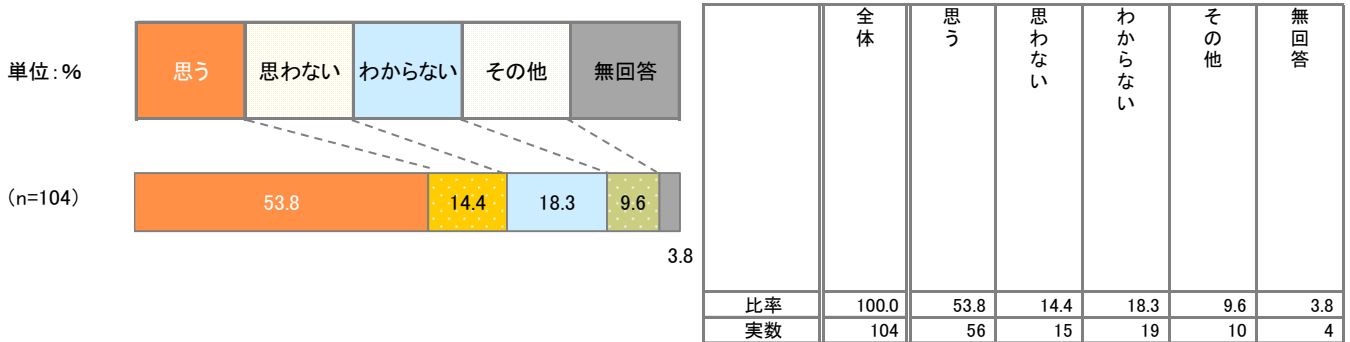 単位：％
思う 思わない わからない その他 無回答
（n=104）
53.8 14.4 18.3 9.6
3.8
全体 思う 思わない わからない その他 無回答
比率 100.0 53.8 14.4 18.3 9.6 3.8
実数 104 56 15 19 10 4